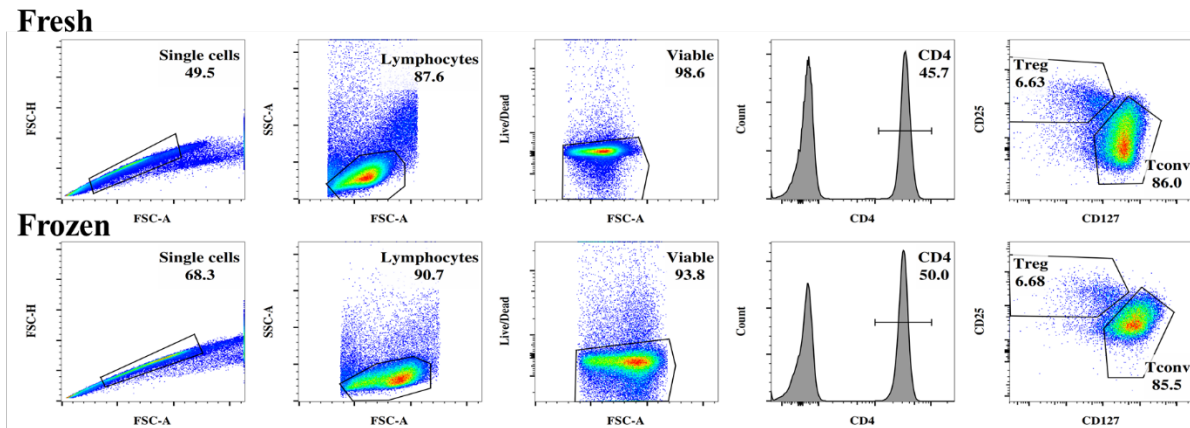 Fresh
Single cells
49.5
FSC-H
FSC-A
Lymphocytes
87.6
SSC-A
FSC-A
Viable
98.6
Live/Dead
FSC-A
CD4
45.7
Count
CD4
Treg
6.63
Tconv
86.0
CD25
CD127
Frozen
Single cells
68.3
FSC-H
FSC-A
Lymphocytes
90.7
SSC-A
FSC-A
Viable
93.8
Live/Dead
FSC-A
CD4
50.0
Count
CD4
Treg
6.68
Tconv
85.5
CD25
CD127